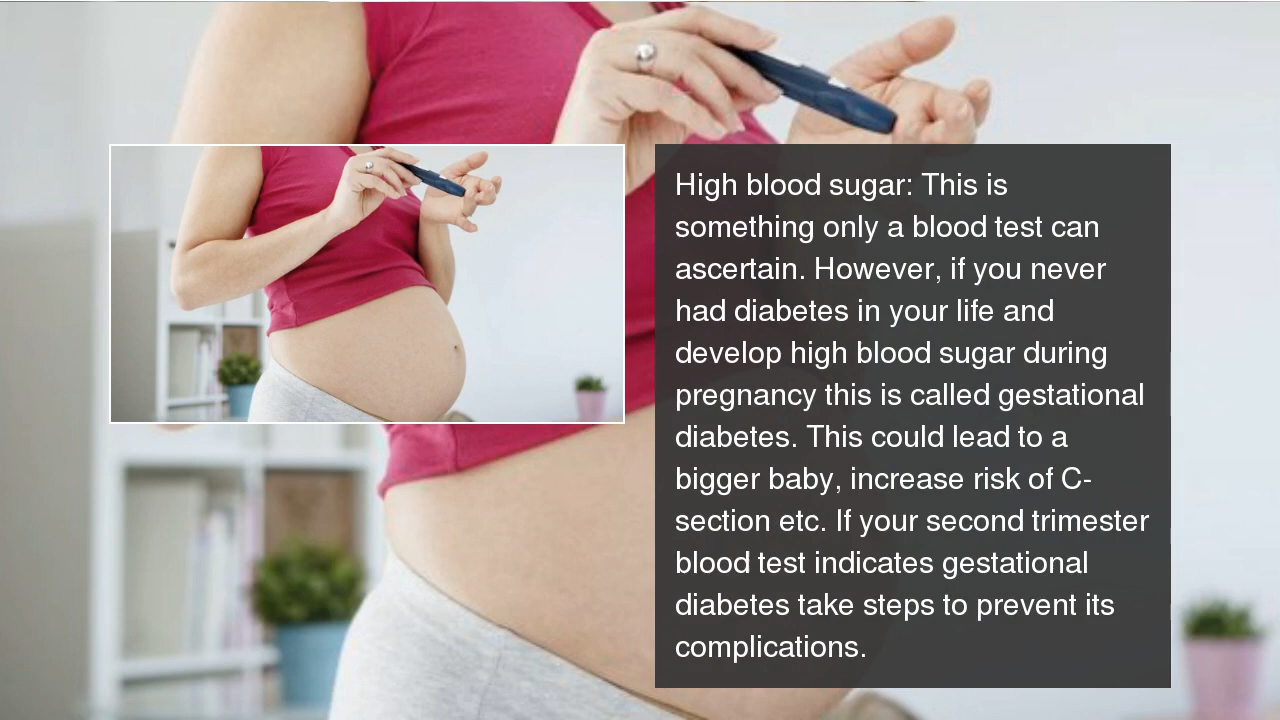 High blood sugar: This is
something only a blood test can
ascertain. However, if you never
had diabetes in your life and
develop high blood sugar during
pregnancy this is called gestational
diabetes. This could lead to a
bigger baby, increase risk of C-
section etc. If your second trimester
blood test indicates gestational
diabetes take steps to prevent its
complications.